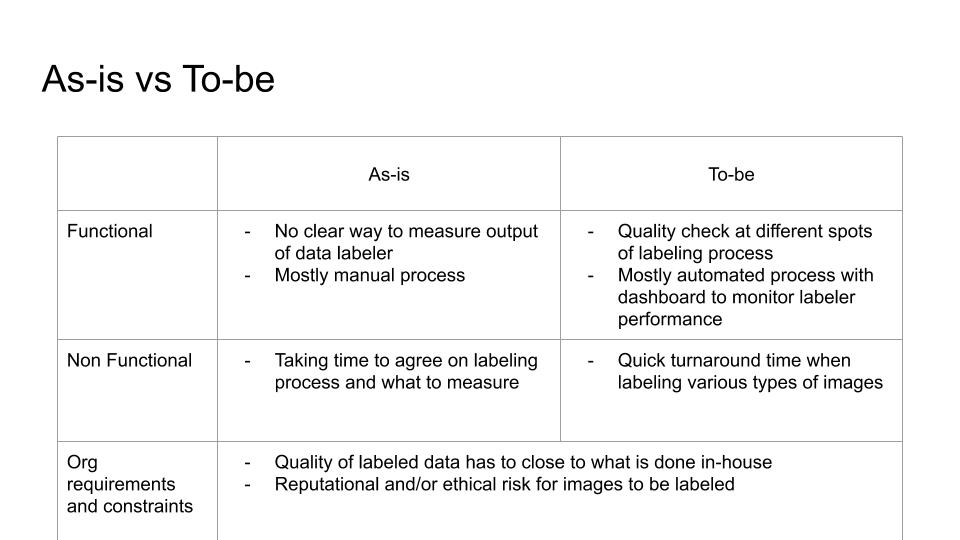 As-is vs To-be
As-is
To-be
Functional
- No clear way to measure output
of data labeler
- Mostly manual process
- Quality check at different spots
of labeling process
- Mostly automated process with
dashboard to monitor labeler
performance
Non Functional
- Taking time to agree on labeling
process and what to measure
- Quick turnaround time when
labeling various types of images
Org
requirements
and constraints
- Quality of labeled data has to close to what is done in-house
- Reputational and/or ethical risk for images to be labeled